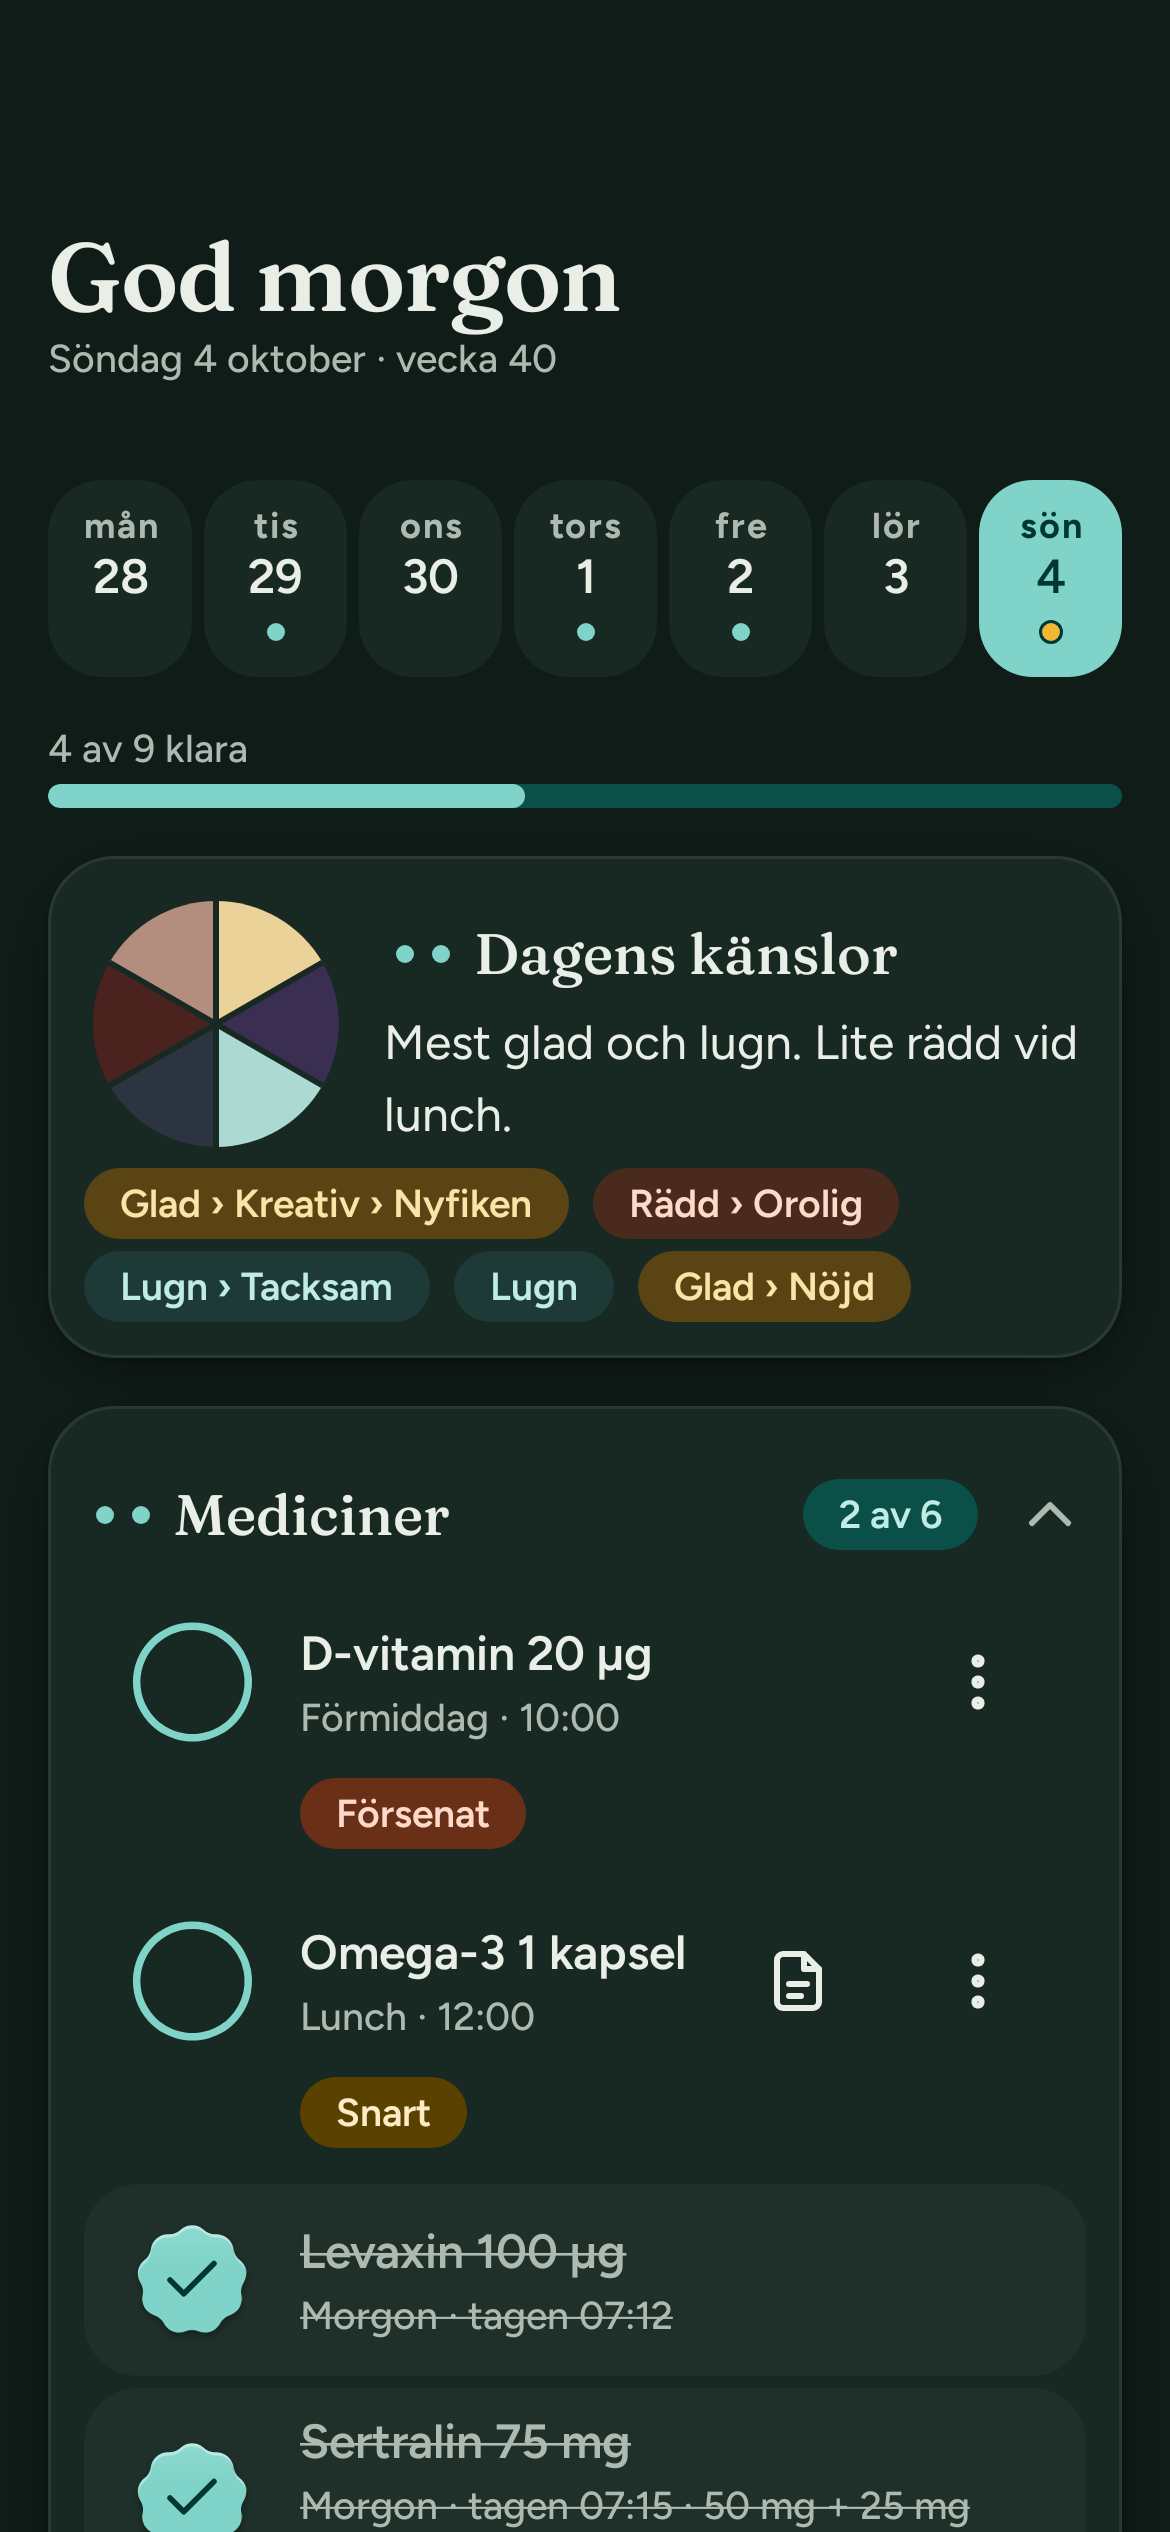 God morgon
Söndag 4 oktober · vecka 40
mån tis ons tors fre lör sön
28 29 30 1 2 3 4
4 av 9 klara
Dagens känslor
Mest glad och lugn. Lite rädd vid
lunch.
Glad › Kreativ › Nyfiken Rädd › Orolig
Lugn › Tacksam Lugn Glad › Nöjd
Mediciner 2 av 6
D-vitamin 20 µg
Förmiddag · 10:00
Försenat
Omega-3 1 kapsel
Lunch · 12:00
Snart
Levaxin 100 µg
Morgon · tagen 07:12
Sertralin 75 mg
Morgon · tagen 07:15 · 50 mg + 25 mg